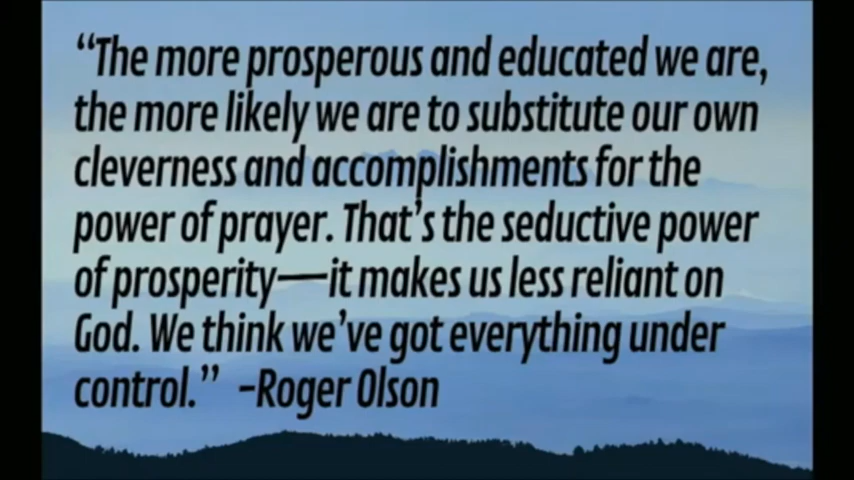 “The more prosperous and educated we are,
the more likely we are to substitute our own
cleverness and accomplishments for the
power of prayer. That’s the seductive power
of prosperity—it makes us less reliant on
God. We think we’ve got everything under
control.” -Roger Olson